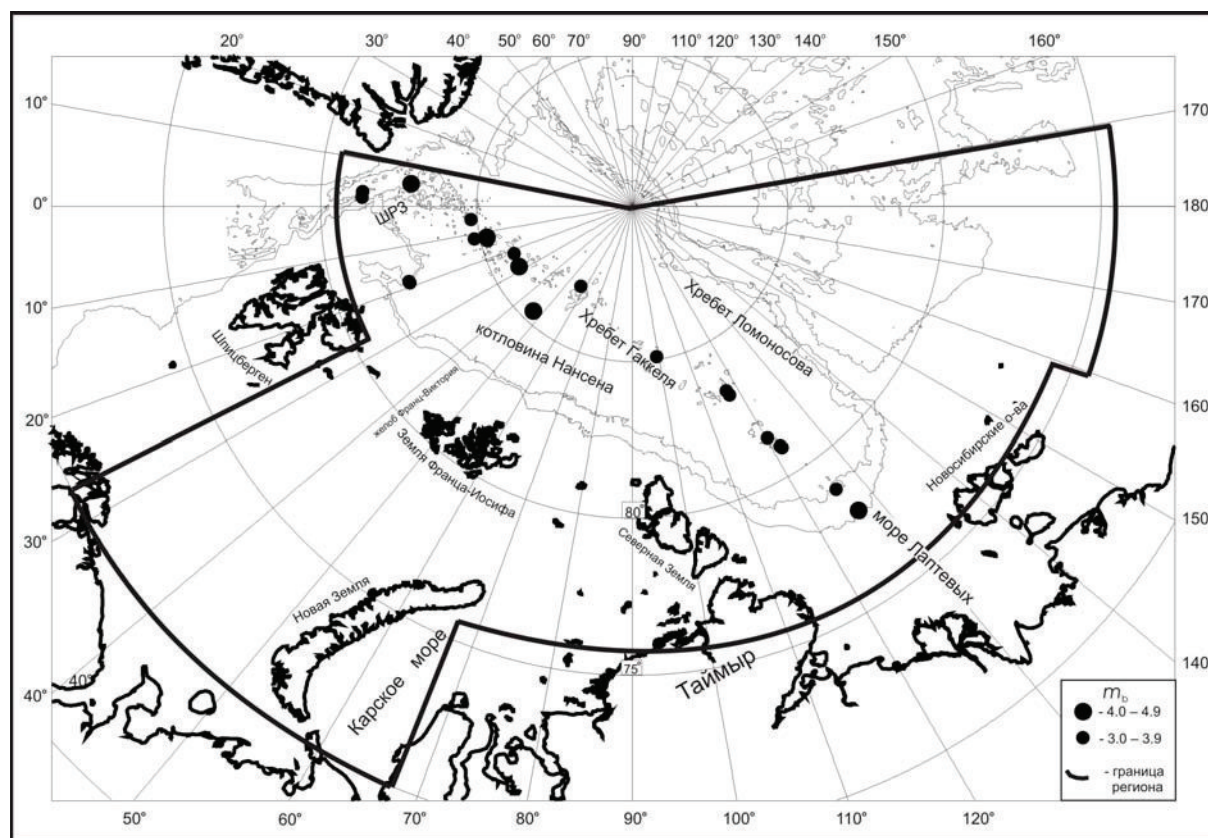 20° 30° 40° 50° 60° 70° 90° 110° 120° 130° 140° 150° 160°
10°
170°
0°
180°
ШРЗ
10°
170°
Хребет Ломоносова
Хребет Гаккеля
котловина Нансена
Шпицберген
желоб Франц-Виктория
Земля Франца-Иосифа
20°
160°
Новосибирские о-ва
80°
море Лаптевых
Северная Земля
30°
150°
Новая Земля
Карское море
75°
Таймыр
40°
40°
140°
m b
- 4.0 – 4.9
- 3.0 – 3.9
- граница
региона
50° 60° 70° 80° 90° 100° 110° 120°